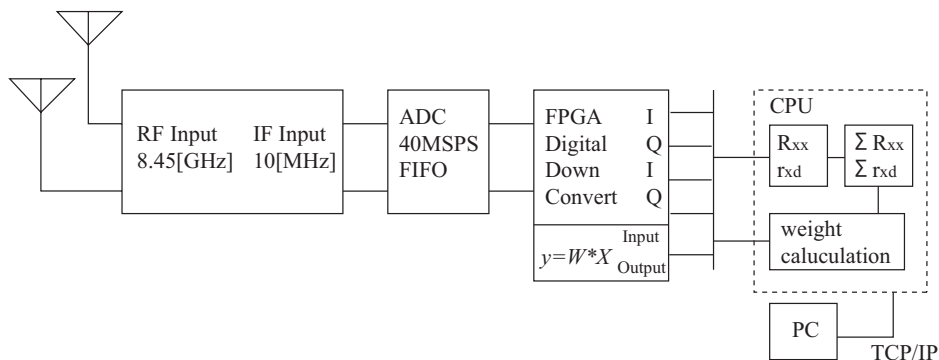 RF Input
8.45[GHz]
IF Input
10[MHz]
ADC
40MSPS
FIFO
FPGA
Digital
Down
Convert
I
Q
I
Q
y=W*X
Input
Output
CPU
Rxx
rxd
Σ Rxx
Σ rxd
weight
caluculation
PC
TCP/IP